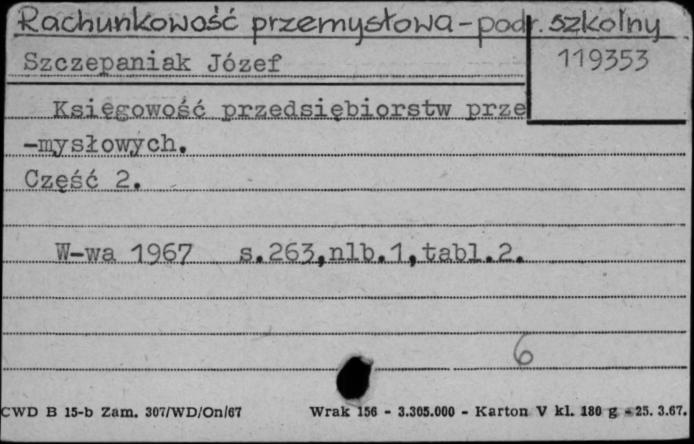 Rachunkowość przemysłowa - podr. szkolny
Szczepaniak Józef
119353
Księgowość przedsiębiorstw prze
-mysłowych.
Część 2.
W-wa 1967 s.263,nlb.1,tabl.2.
6
CWD B 15-b Zam. 307/WD/On/67 Wrak 156 - 3.305.000 - Karton V kl. 180 g - 25. 3.67.